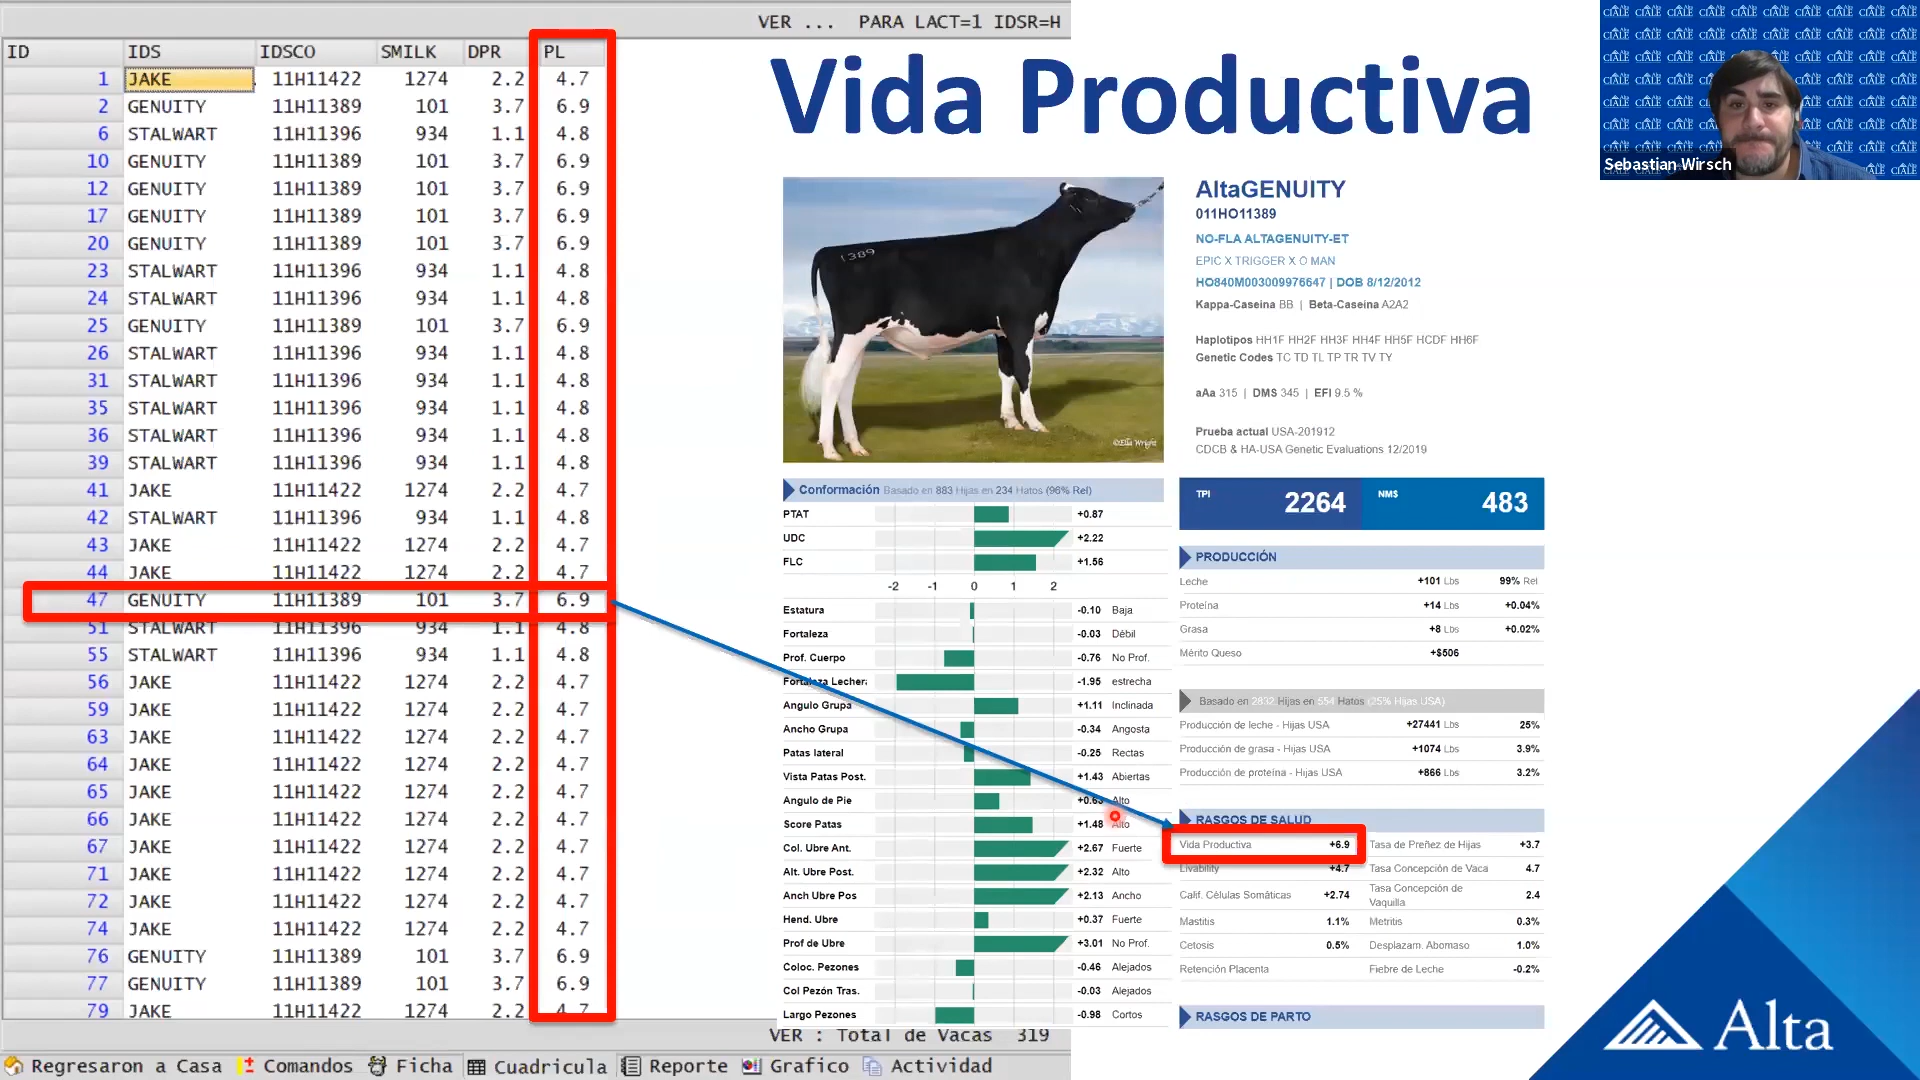 VER ... PARA LACT=1 IDSR=H
ID IDS IDSCO SMILK DPR PL
1 JAKE 11H11422 1274 2.2 4.7
2 GENUITY 11H11389 101 3.7 6.9
6 STALWART 11H11396 934 1.1 4.8
10 GENUITY 11H11389 101 3.7 6.9
12 GENUITY 11H11389 101 3.7 6.9
17 GENUITY 11H11389 101 3.7 6.9
20 GENUITY 11H11389 101 3.7 6.9
23 STALWART 11H11396 934 1.1 4.8
24 STALWART 11H11396 934 1.1 4.8
25 GENUITY 11H11389 101 3.7 6.9
26 STALWART 11H11396 934 1.1 4.8
31 STALWART 11H11396 934 1.1 4.8
35 STALWART 11H11396 934 1.1 4.8
36 STALWART 11H11396 934 1.1 4.8
39 STALWART 11H11396 934 1.1 4.8
41 JAKE 11H11422 1274 2.2 4.7
42 STALWART 11H11396 934 1.1 4.8
43 JAKE 11H11422 1274 2.2 4.7
44 JAKE 11H11422 1274 2.2 4.7
47 GENUITY 11H11389 101 3.7 6.9
51 STALWART 11H11396 934 1.1 4.8
55 STALWART 11H11396 934 1.1 4.8
56 JAKE 11H11422 1274 2.2 4.7
59 JAKE 11H11422 1274 2.2 4.7
63 JAKE 11H11422 1274 2.2 4.7
64 JAKE 11H11422 1274 2.2 4.7
65 JAKE 11H11422 1274 2.2 4.7
66 JAKE 11H11422 1274 2.2 4.7
67 JAKE 11H11422 1274 2.2 4.7
71 JAKE 11H11422 1274 2.2 4.7
72 JAKE 11H11422 1274 2.2 4.7
74 JAKE 11H11422 1274 2.2 4.7
76 GENUITY 11H11389 101 3.7 6.9
77 GENUITY 11H11389 101 3.7 6.9
79 JAKE 11H11422 1274 2.2 4.7
VER : Total de Vacas 319
Regresaron a Casa Comandos Ficha Cuadricula Reporte Grafico Actividad
Vida Productiva
1389
©Ella Wright
AltaGENUITY
011HO11389
NO-FLA ALTAGENUITY-ET
EPIC X TRIGGER X O MAN
HO840M003009976647 | DOB 8/12/2012
Kappa-Caseina BB | Beta-Caseina A2A2
Haplotipos HH1F HH2F HH3F HH4F HH5F HCDF HH6F
Genetic Codes TC TD TL TP TR TV TY
aAa 315 | DMS 345 | EFI 9.5 %
Prueba actual USA-201912
CDCB & HA-USA Genetic Evaluations 12/2019
Conformación Basado en 883 Hijas en 234 Hatos (96% Rel)
PTAT +0.87
UDC +2.22
FLC +1.56
-2 -1 0 1 2
Estatura -0.10 Baja
Fortaleza -0.03 Débil
Prof. Cuerpo -0.76 No Prof.
Fortaleza Lechera -1.95 estrecha
Angulo Grupa +1.11 Inclinada
Ancho Grupa -0.34 Angosta
Patas lateral -0.25 Rectas
Vista Patas Post. +1.43 Abiertas
Angulo de Pie +0.63 Alto
Score Patas +1.48 Alto
Col. Ubre Ant. +2.67 Fuerte
Alt. Ubre Post. +2.32 Alto
Anch Ubre Pos +2.13 Ancho
Hend. Ubre +0.37 Fuerte
Prof de Ubre +3.01 No Prof.
Coloc. Pezones -0.46 Alejados
Col Pezón Tras. -0.03 Alejados
Largo Pezones -0.98 Cortos
TPI 2264 NM$ 483
PRODUCCIÓN
Leche +101 Lbs 99% Rel
Proteína +14 Lbs +0.04%
Grasa +8 Lbs +0.02%
Mérito Queso +$506
Basado en 2832 Hijas en 554 Hatos (25% Hijas USA)
Producción de leche - Hijas USA +27441 Lbs 25%
Producción de grasa - Hijas USA +1074 Lbs 3.9%
Producción de proteína - Hijas USA +866 Lbs 3.2%
RASGOS DE SALUD
Vida Productiva +6.9 Tasa de Preñez de Hijas +3.7
Livability +4.7 Tasa Concepción de Vaca 4.7
Calif. Células Somáticas +2.74 Tasa Concepción de Vaquilla 2.4
Mastitis 1.1% Metritis 0.3%
Cetosis 0.5% Desplazam. Abomaso 1.0%
Retención Placenta Fiebre de Leche -0.2%
RASGOS DE PARTO
CIALE
Sebastian Wirsch
Alta